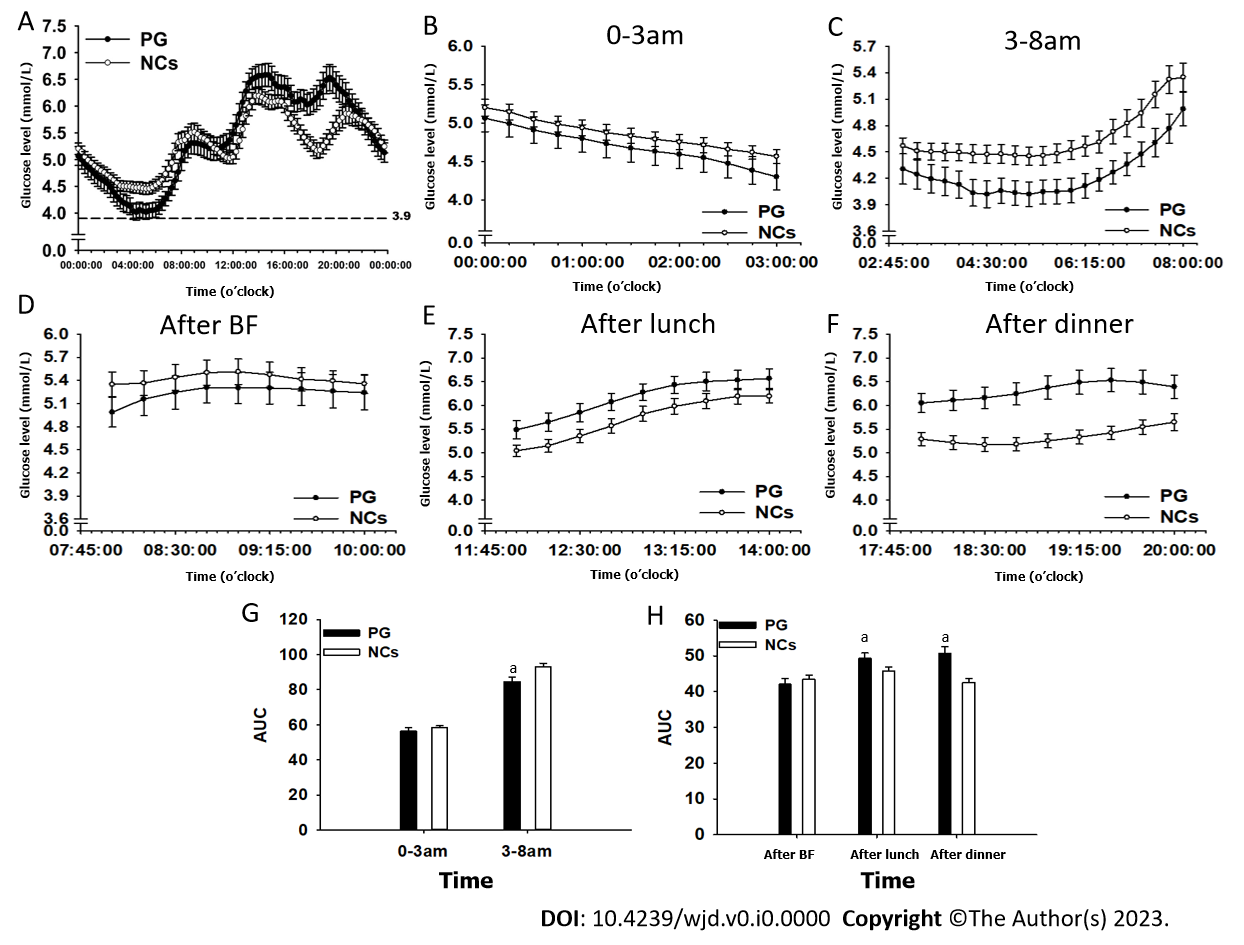 A
7.5
7.0
6.5
6.0
5.5
5.0
4.5
4.0
0.0
Glucose level (mmol/L)
PG
NCs
3.9
00:00:00 04:00:00 08:00:00 12:00:00 16:00:00 20:00:00 00:00:00
Time (o'clock)
B
0-3am
6.0
5.5
5.0
4.5
4.0
0.0
Glucose level (mmol/L)
PG
NCs
00:00:00 01:00:00 02:00:00 03:00:00
Time (o'clock)
C
3-8am
5.7
5.4
5.1
4.8
4.5
4.2
3.9
3.6
0.0
Glucose level (mmol/L)
PG
NCs
02:45:00 04:30:00 06:15:00 08:00:00
Time (o'clock)
D
After BF
6.0
5.7
5.4
5.1
4.8
4.5
4.2
3.9
3.6
0.0
Glucose level (mmol/L)
PG
NCs
07:45:00 08:30:00 09:15:00 10:00:00
Time (o'clock)
E
After lunch
7.5
7.0
6.5
6.0
5.5
5.0
4.5
4.0
0.0
Glucose level (mmol/L)
PG
NCs
11:45:00 12:30:00 13:15:00 14:00:00
Time (o'clock)
F
After dinner
7.5
7.0
6.5
6.0
5.5
5.0
4.5
4.0
0.0
Glucose level (mmol/L)
PG
NCs
17:45:00 18:30:00 19:15:00 20:00:00
Time (o'clock)
G
120
100
80
60
40
20
0
AUC
PG
NCs
a
0-3am 3-8am
Time
H
60
50
40
30
20
10
0
AUC
PG
NCs
a
a
After BF After lunch After dinner
Time
DOI: 10.4239/wjd.v0.i0.0000 Copyright ©The Author(s) 2023.